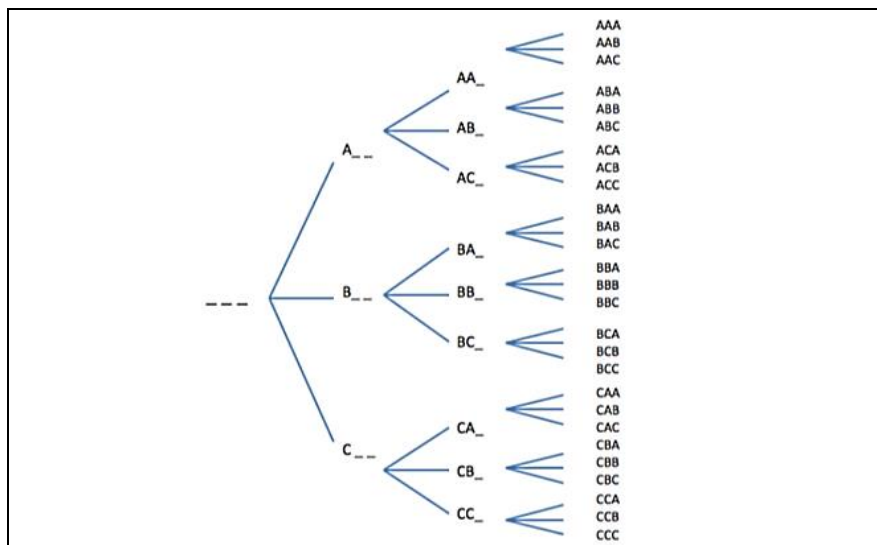 _ _ _
A_ _
B_ _
C_ _
AA_
AB_
AC_
BA_
BB_
BC_
CA_
CB_
CC_
AAA
AAB
AAC
ABA
ABB
ABC
ACA
ACB
ACC
BAA
BAB
BAC
BBA
BBB
BBC
BCA
BCB
BCC
CAA
CAB
CAC
CBA
CBB
CBC
CCA
CCB
CCC